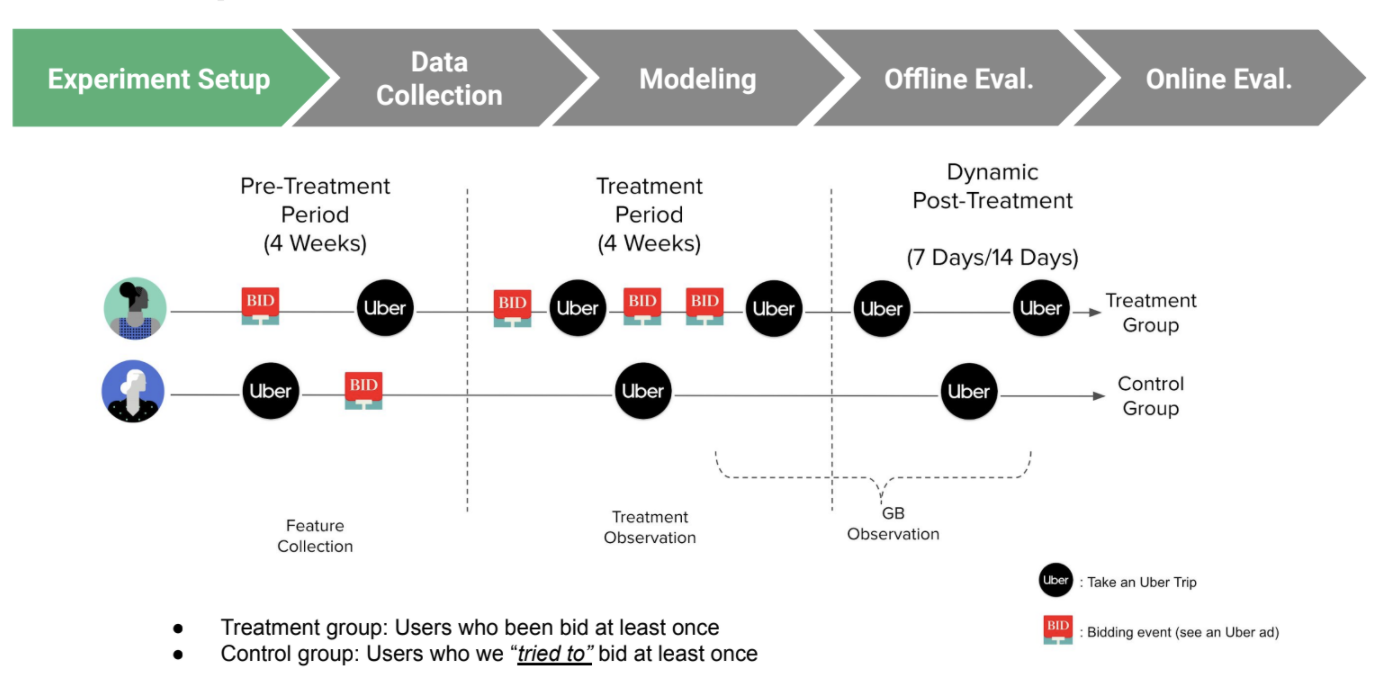 Experiment Setup
Data
Collection
Modeling
Offline Eval.
Online Eval.
Pre-Treatment
Period
(4 Weeks)
Treatment
Period
(4 Weeks)
Dynamic
Post-Treatment
(7 Days/14 Days)
BID
Uber
BID
Uber
BID
BID
Uber
Uber
Uber
Treatment
Group
Uber
BID
Uber
Uber
Control
Group
Feature
Collection
Treatment
Observation
GB
Observation
Uber : Take an Uber Trip
BID : Bidding event (see an Uber ad)
● Treatment group: Users who been bid at least once
● Control group: Users who we “tried to” bid at least once